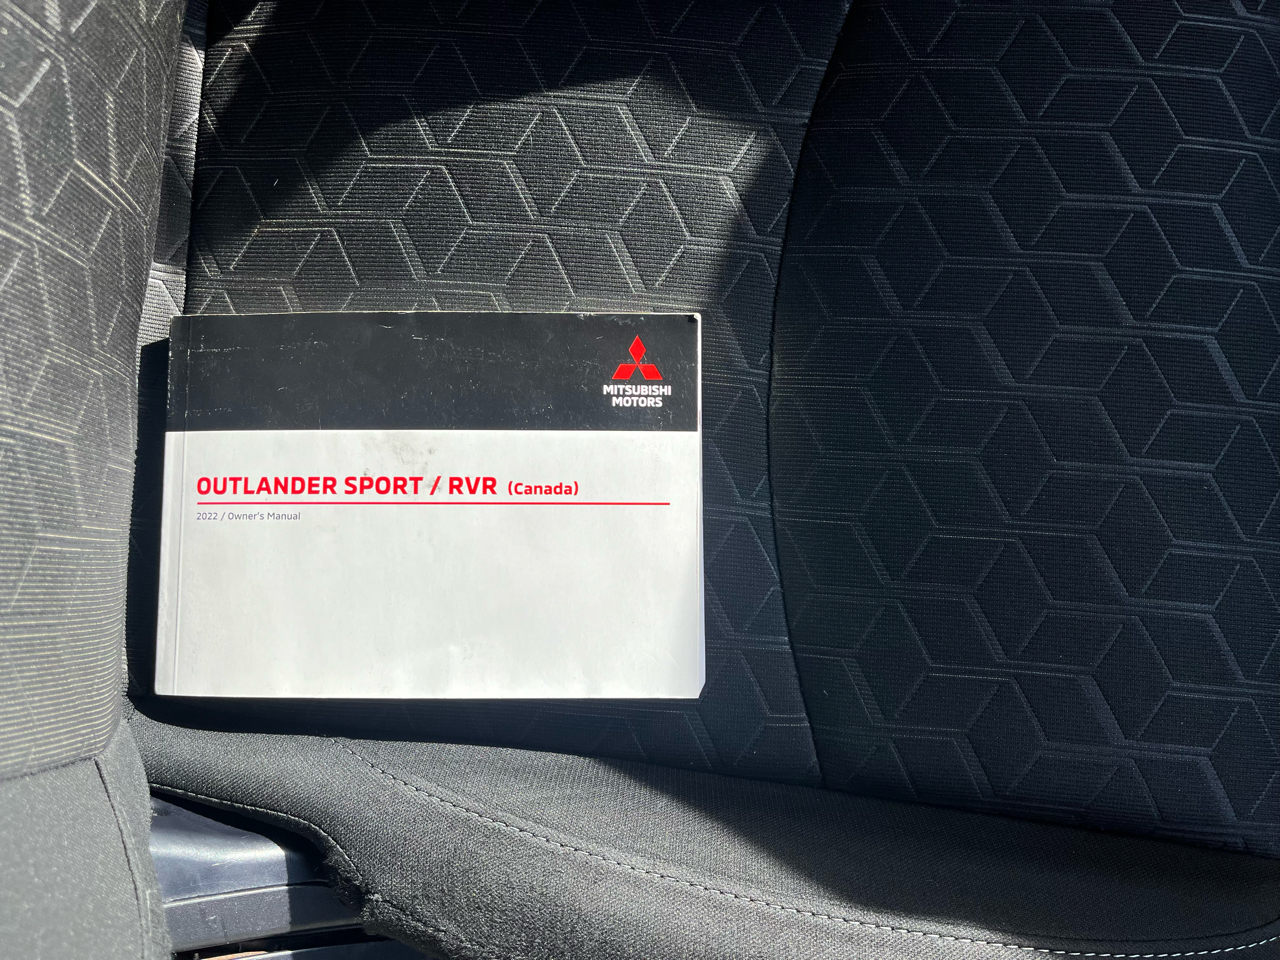 MITSUBISHI
MOTORS
OUTLANDER SPORT / RVR (Canada)
2022 / Owner's Manual